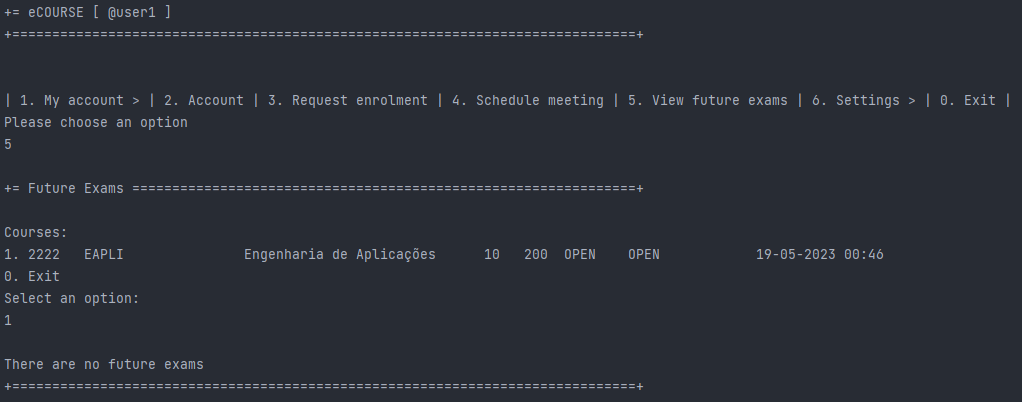 += eCOURSE [ @user1 ]
+==============================================================================+
| 1. My account > | 2. Account | 3. Request enrolment | 4. Schedule meeting | 5. View future exams | 6. Settings > | 0. Exit |
Please choose an option
5
+= Future Exams ===============================================================+
Courses:
1. 2222   EAPLI               Engenharia de Aplicações      10   200  OPEN    OPEN            19-05-2023 00:46
0. Exit
Select an option:
1
There are no future exams
+==============================================================================+